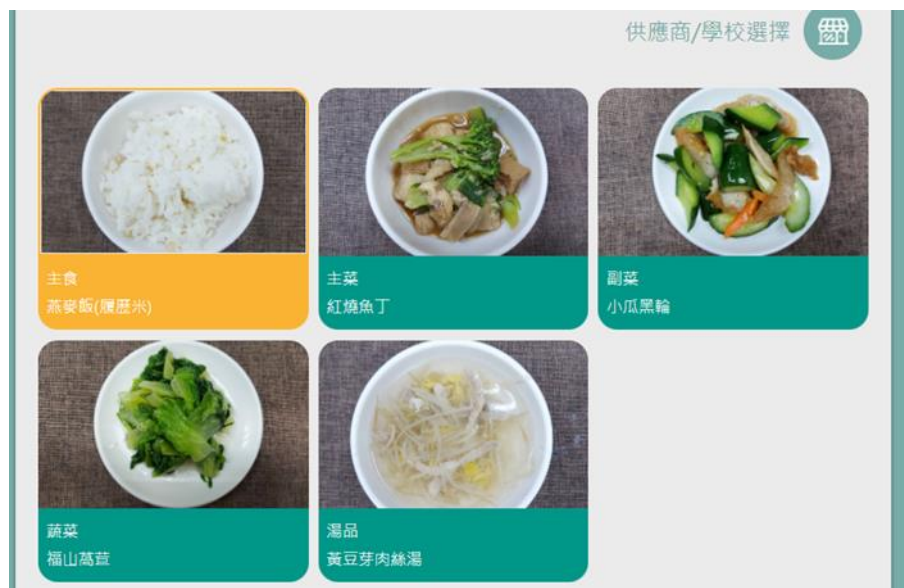 供應商/學校選擇
主食
燕麥飯(履歷米)
主菜
紅燒魚丁
副菜
小瓜黑輪
蔬菜
福山萵苣
湯品
黃豆芽肉絲湯